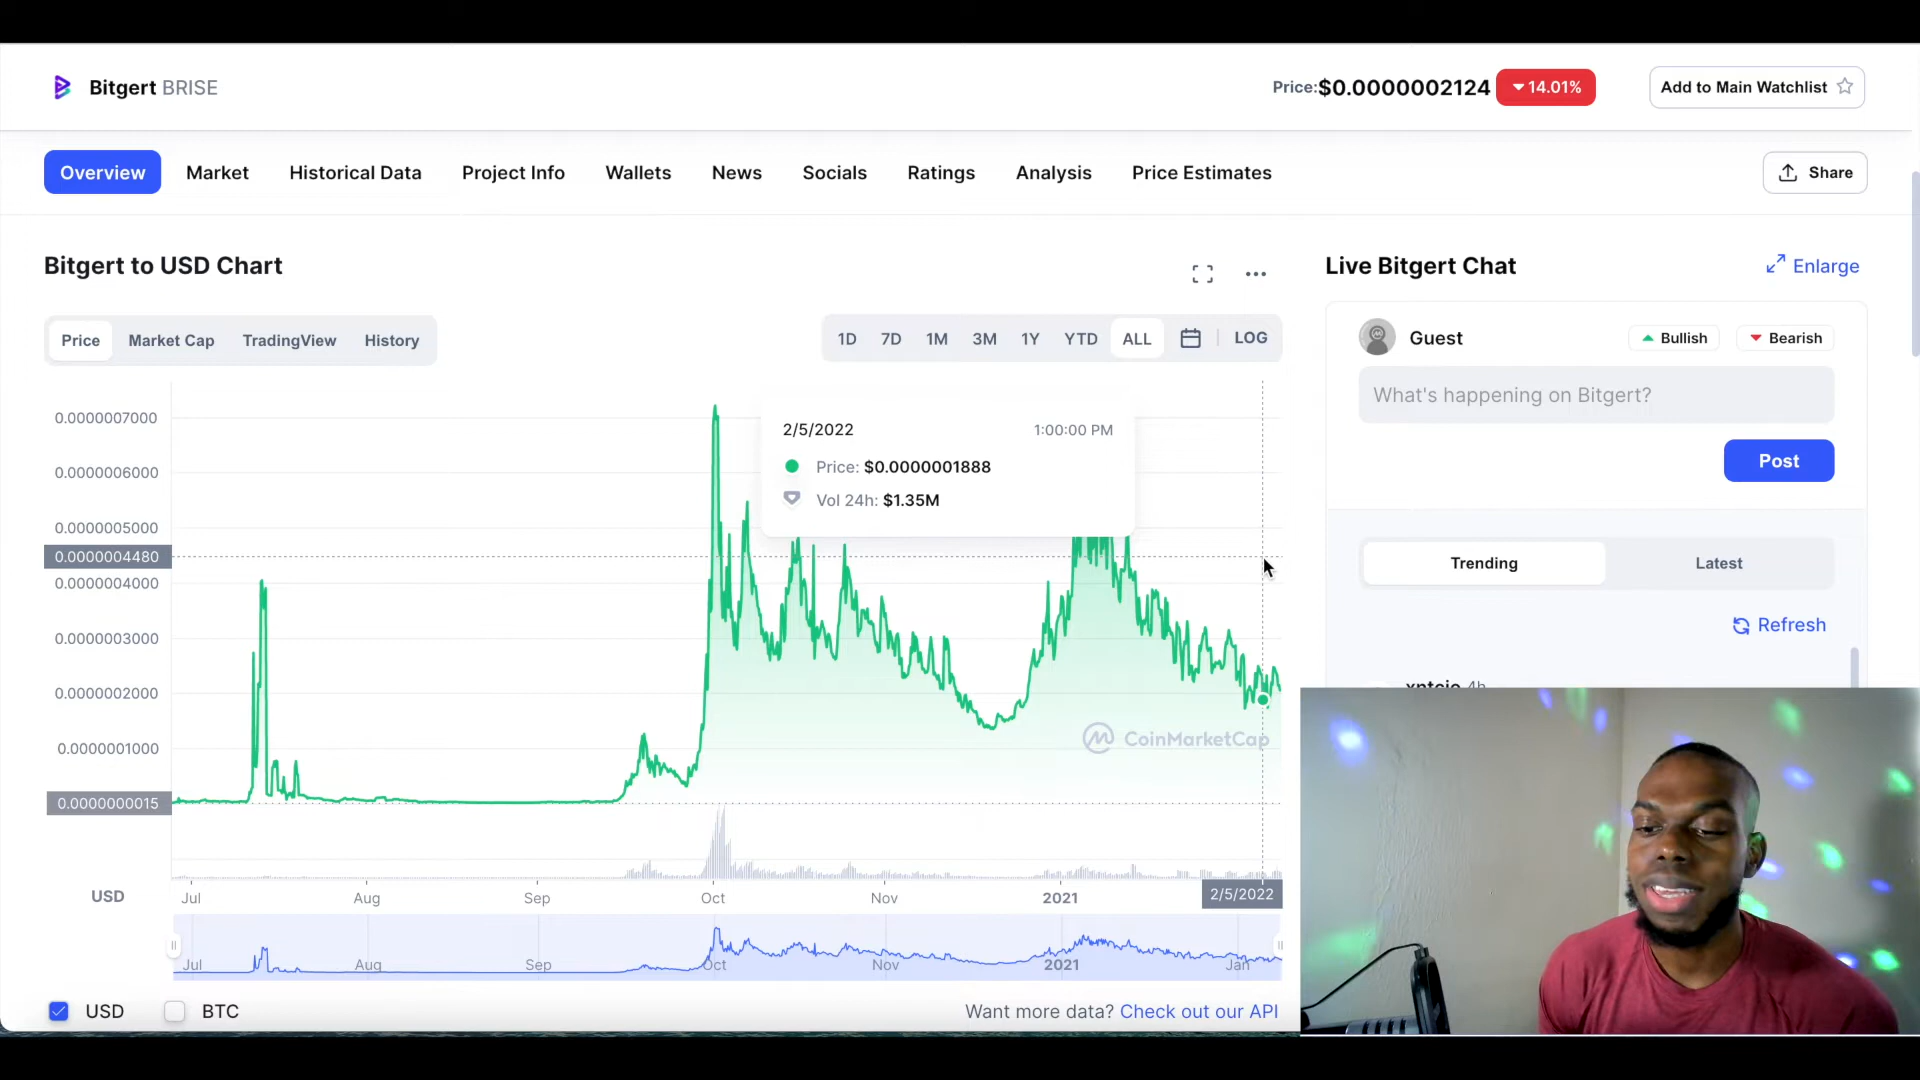 Bitgert BRISE
Price:$0.0000002124 14.01%
Add to Main Watchlist
Overview Market Historical Data Project Info Wallets News Socials Ratings Analysis Price Estimates Share
Bitgert to USD Chart
Live Bitgert Chat
Enlarge
Price Market Cap TradingView History
1D 7D 1M 3M 1Y YTD ALL LOG
Guest
Bullish
Bearish
What's happening on Bitgert?
Post
Trending
Latest
Refresh
0.0000007000
0.0000006000
0.0000005000
0.0000004480
0.0000004000
0.0000003000
0.0000002000
0.0000001000
0.0000000015
2/5/2022 1:00:00 PM
Price: $0.0000001888
Vol 24h: $1.35M
CoinMarketCap
USD
Jul Aug Sep Oct Nov 2021 2/5/2022
Jul Aug Sep Oct Nov 2021 Jan
USD BTC
Want more data? Check out our API